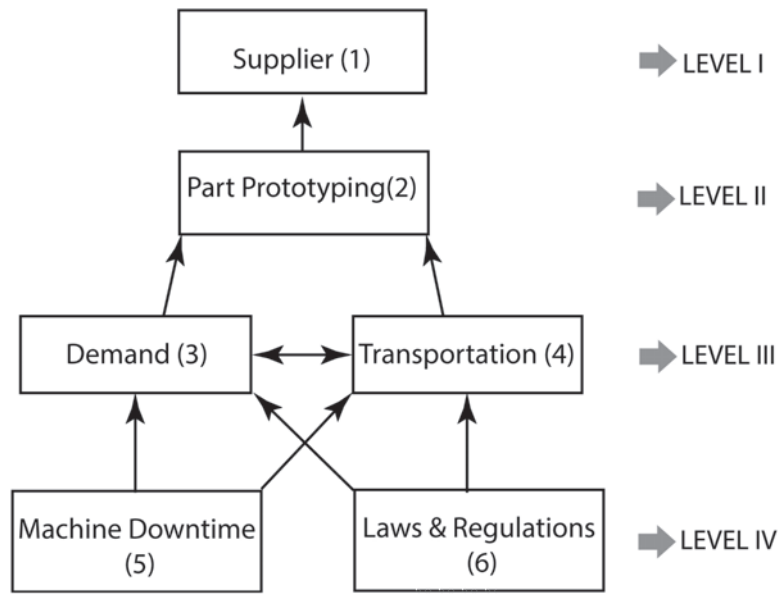 Supplier (1)
LEVEL I
Part Prototyping(2)
LEVEL II
Demand (3)
Transportation (4)
LEVEL III
Machine Downtime
(5)
Laws & Regulations
(6)
LEVEL IV